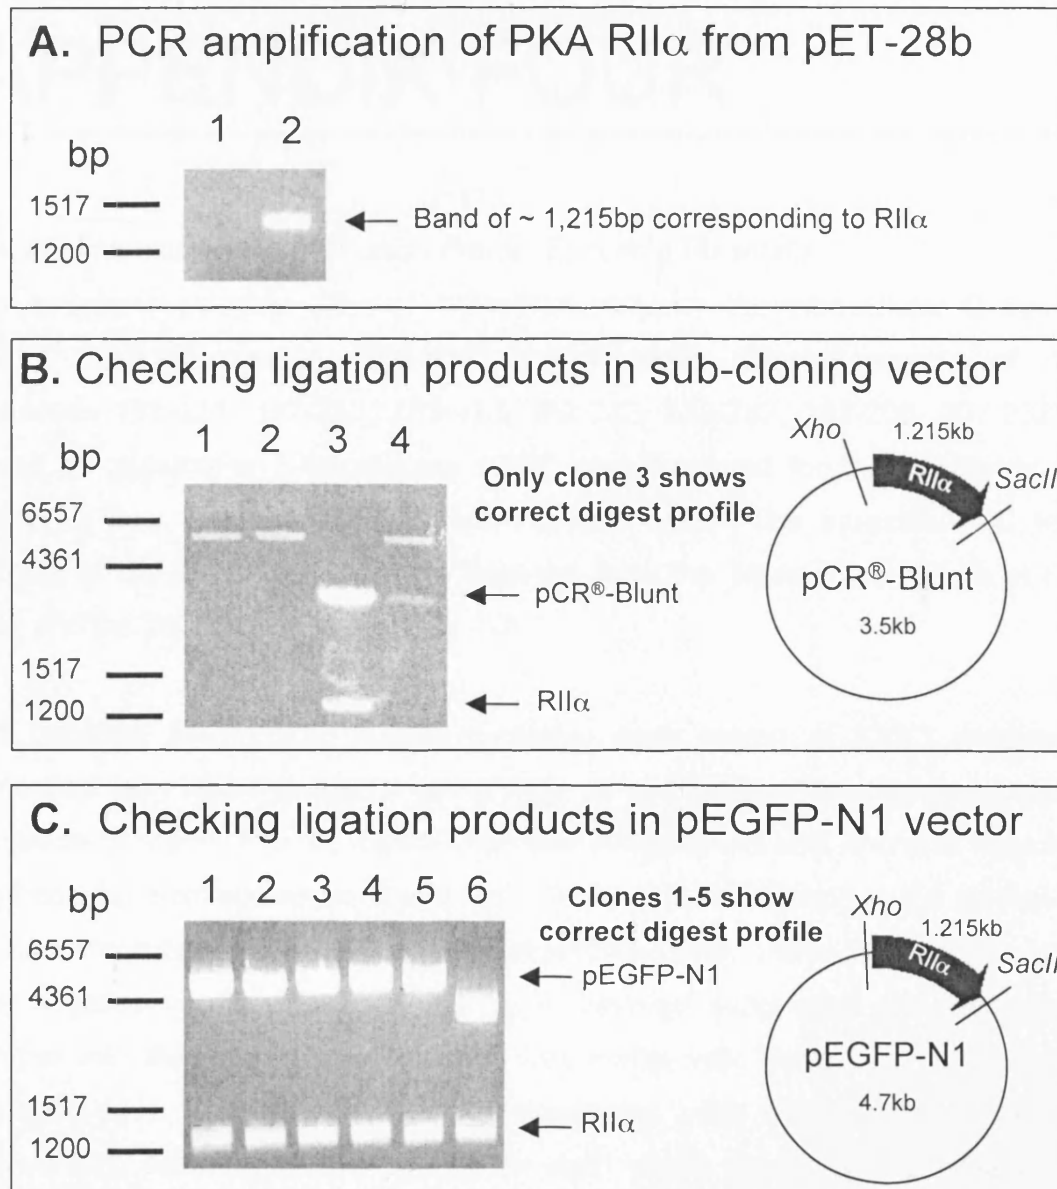 A. PCR amplification of PKA RIIα from pET-28b
1 2
bp
1517
1200
Band of ~ 1,215bp corresponding to RIIα
B. Checking ligation products in sub-cloning vector
1 2 3 4
bp
6557
4361
1517
1200
Only clone 3 shows
correct digest profile
pCR®-Blunt
RIIα
Xho
1.215kb
RIIα
SacII
pCR®-Blunt
3.5kb
C. Checking ligation products in pEGFP-N1 vector
1 2 3 4 5 6
bp
6557
4361
1517
1200
Clones 1-5 show
correct digest profile
pEGFP-N1
RIIα
Xho
1.215kb
RIIα
SacII
pEGFP-N1
4.7kb